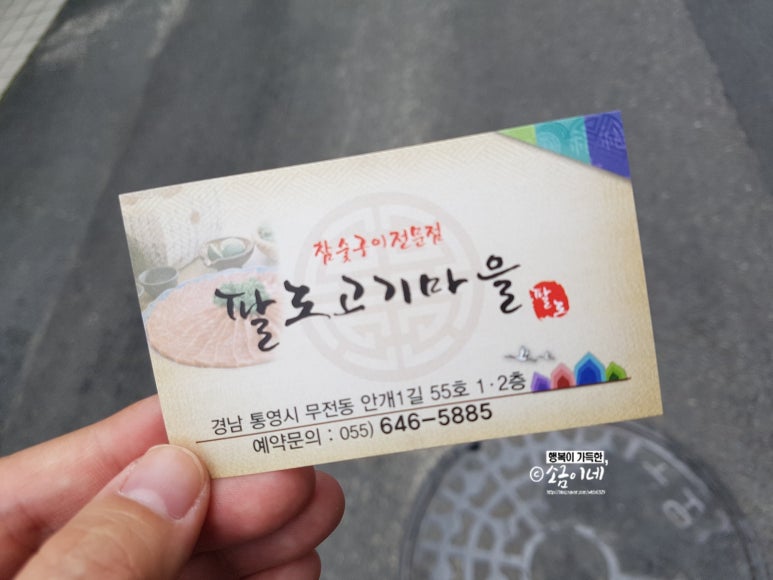 참숯구이전문점
팔도고기마을
팔도
경남 통영시 무전동 안개1길 55호 1·2층
예약문의 : 055) 646-5885
행복이 가득한,
ⓒ소금이네